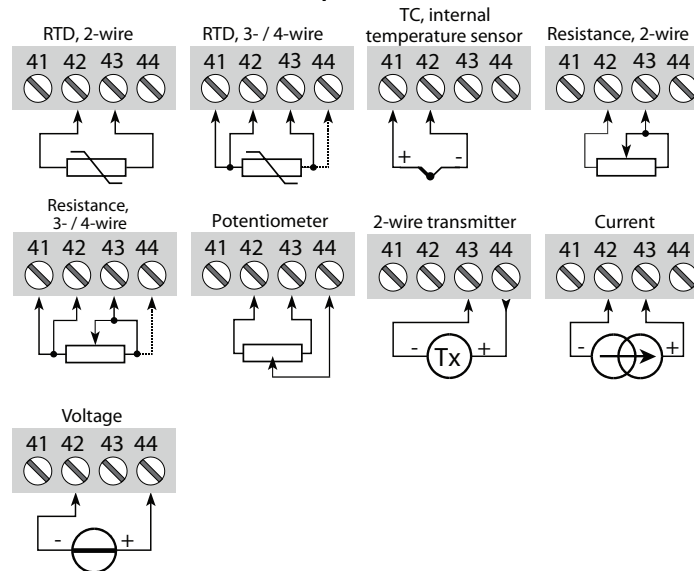 RTD, 2-wire
41 42 43 44
RTD, 3- / 4-wire
41 42 43 44
TC, internal
temperature sensor
41 42 43 44
+ -
Resistance, 2-wire
41 42 43 44
Resistance,
3- / 4-wire
41 42 43 44
Potentiometer
41 42 43 44
2-wire transmitter
41 42 43 44
- Tx +
Current
41 42 43 44
- +
Voltage
41 42 43 44
- +